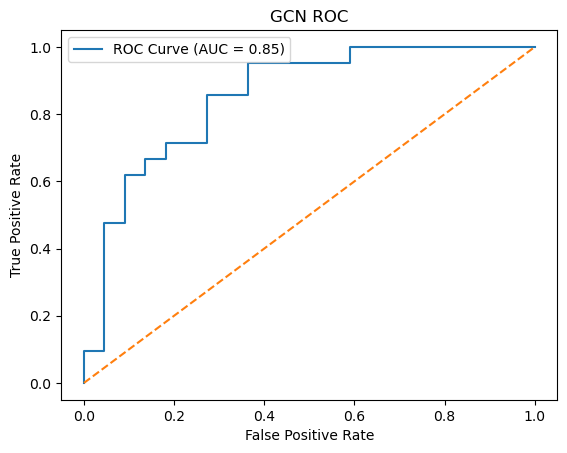 GCN ROC
ROC Curve (AUC = 0.85)
1.0
0.8
0.6
0.4
0.2
0.0
True Positive Rate
0.0 0.2 0.4 0.6 0.8 1.0
False Positive Rate